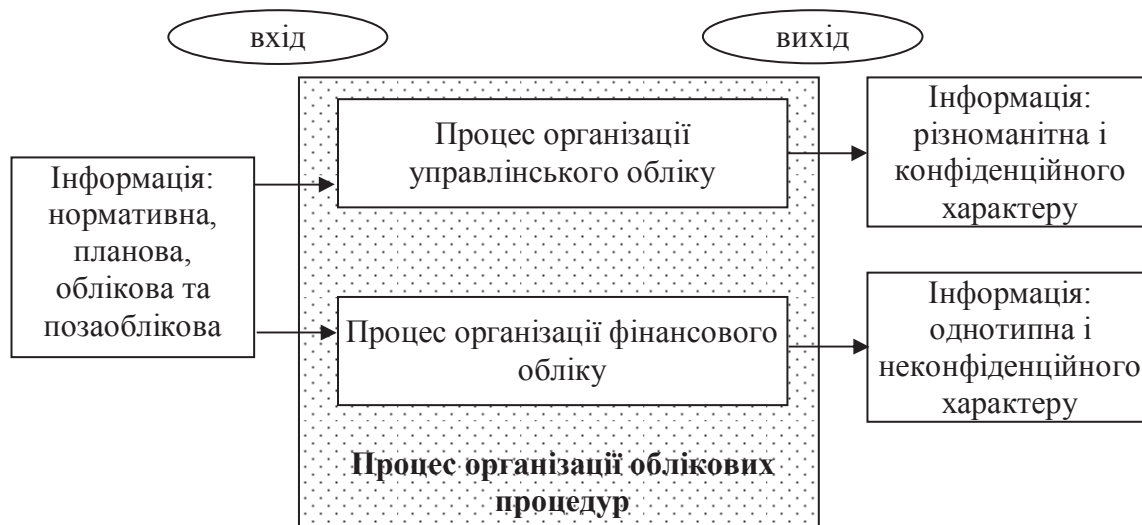 вхід
вихід
Інформація:
нормативна,
планова,
облікова та
позаоблікова
Процес організації
управлінського обліку
Процес організації фінансового
обліку
Процес організації облікових
процедур
Інформація:
різноманітна і
конфіденційного
характеру
Інформація:
однотипна і
неконфіденційного
характеру